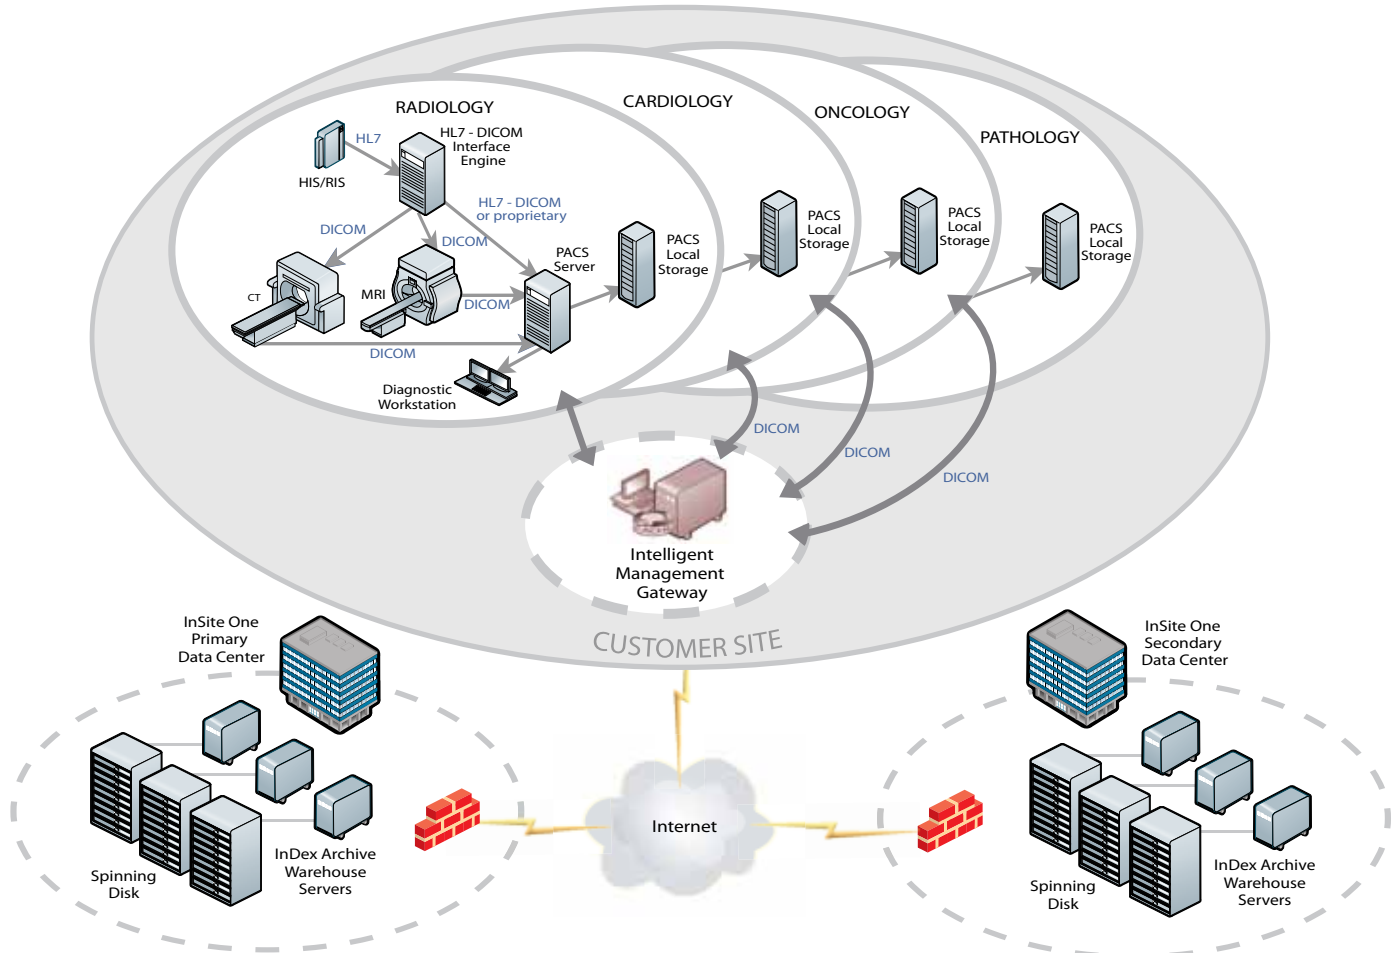 RADIOLOGY
CARDIOLOGY
ONCOLOGY
PATHOLOGY
HL7
HL7 - DICOM
Interface
Engine
HIS/RIS
HL7 - DICOM
or proprietary
DICOM
DICOM
PACS
Server
PACS
Local
Storage
PACS
Local
Storage
PACS
Local
Storage
PACS
Local
Storage
CT
MRI
DICOM
DICOM
Diagnostic
Workstation
DICOM
DICOM
DICOM
Intelligent
Management
Gateway
CUSTOMER SITE
InSite One
Primary
Data Center
InSite One
Secondary
Data Center
Internet
Spinning
Disk
InDex Archive
Warehouse
Servers
Spinning
Disk
InDex Archive
Warehouse
Servers